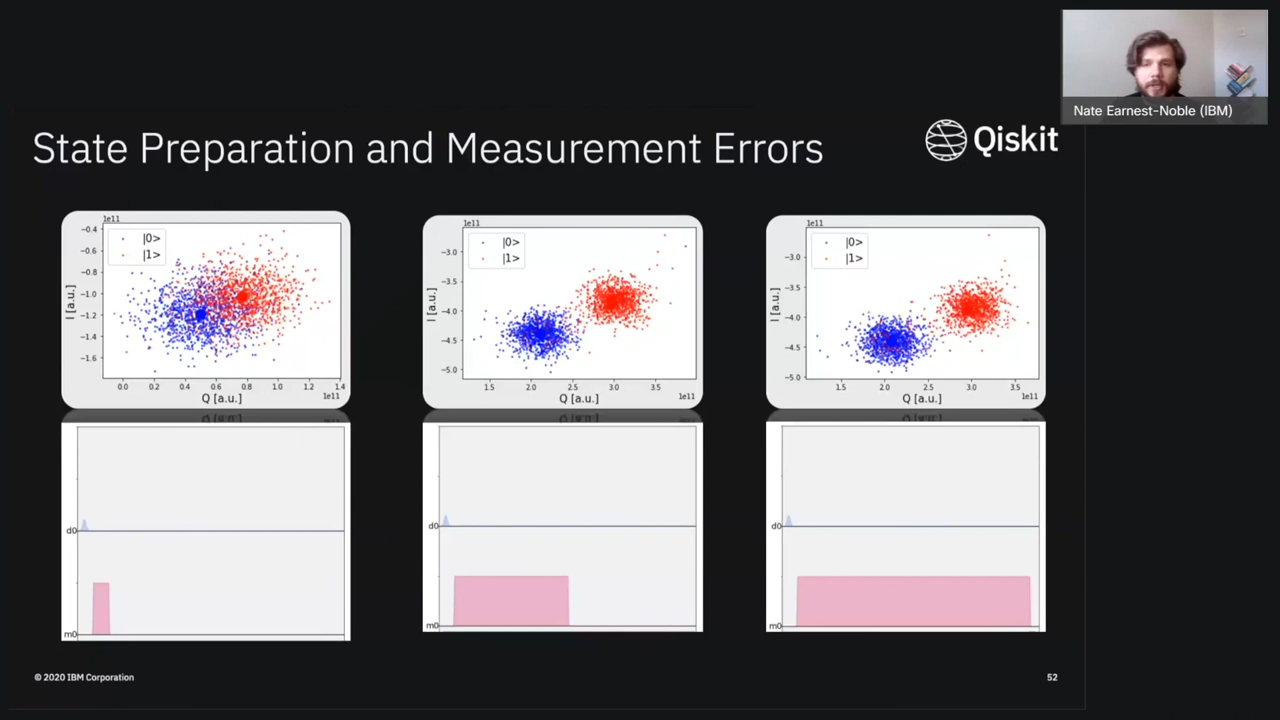 Nate Earnest-Noble (IBM)
State Preparation and Measurement Errors
Qiskit
1e11
|0>
|1>
−0.4
−0.6
−0.8
−1.0
−1.2
−1.4
−1.6
I [a.u.]
0.0 0.2 0.4 0.6 0.8 1.0 1.2 1.4
1e11
Q [a.u.]
1e11
|0>
|1>
−3.0
−3.5
−4.0
−4.5
−5.0
I [a.u.]
1.5 2.0 2.5 3.0 3.5
1e11
Q [a.u.]
1e11
|0>
|1>
−3.0
−3.5
−4.0
−4.5
−5.0
I [a.u.]
1.5 2.0 2.5 3.0 3.5
1e11
Q [a.u.]
d0
m0
d0
m0
d0
m0
© 2020 IBM Corporation
52